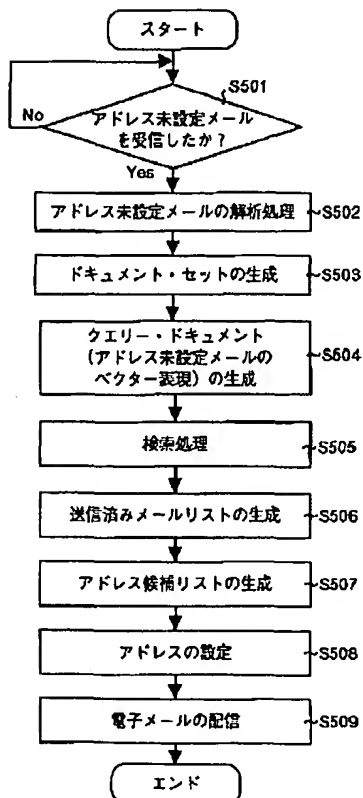 スタート
S501
No
アドレス未設定メール
を受信したか？
Yes
アドレス未設定メールの解析処理
S502
ドキュメント・セットの生成
S503
クエリー・ドキュメント
（アドレス未設定メールの
ベクター表現）の生成
S504
検索処理
S505
送信済みメールリストの生成
S506
アドレス候補リストの生成
S507
アドレスの設定
S508
電子メールの配信
S509
エンド